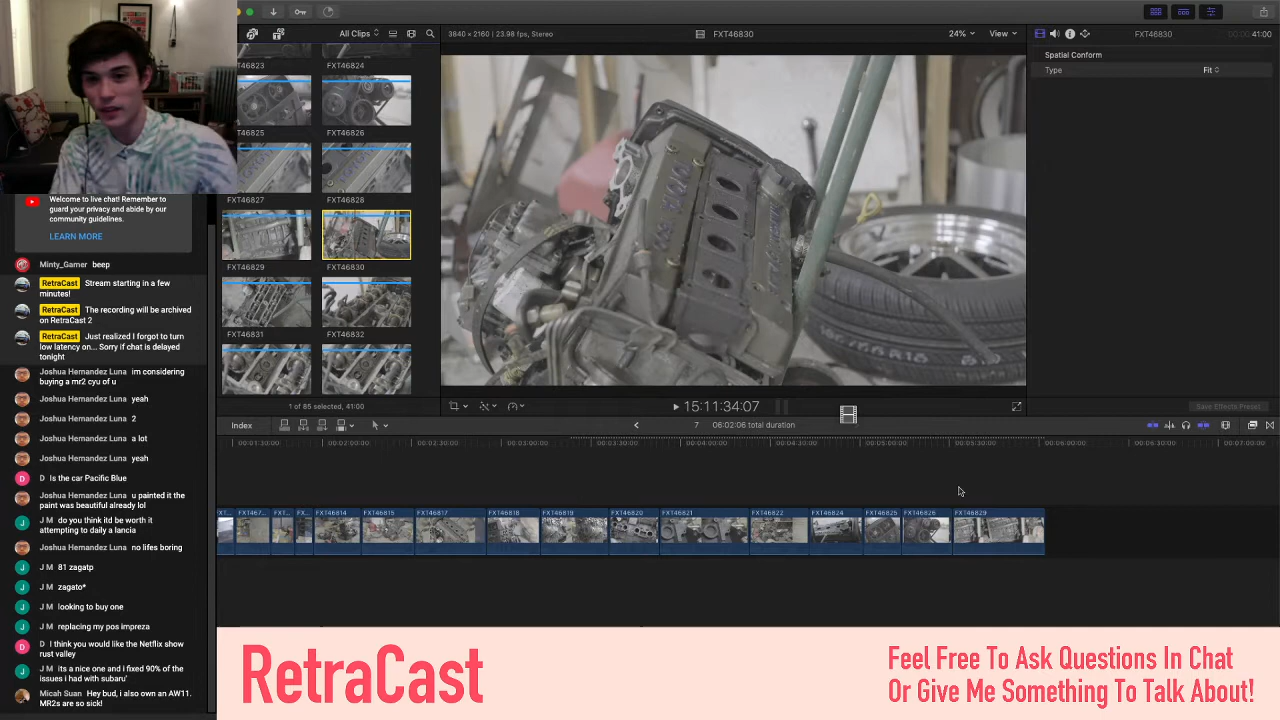 All Clips
3840 × 2160 | 23.98 fps, Stereo
FXT46830
24%
View
FXT46830
41:00
T46823
FXT46824
Spatial Conform
Type
Fit
T46825
FXT46826
T46827
FXT46828
FXT46829
FXT46830
FXT46831
FXT46832
1 of 85 selected, 41:00
15:11:34:07
Save Effects Preset
Index
7
06:02:06 total duration
00:01:30:00
00:02:00:00
00:02:30:00
00:03:00:00
00:03:30:00
00:04:00:00
00:04:30:00
00:05:00:00
00:05:30:00
00:06:00:00
00:06:30:00
00:07:00:00
FXT46814
FXT46815
FXT46817
FXT46818
FXT46819
FXT46820
FXT46821
FXT46822
FXT46824
FXT46825
FXT46826
FXT46829
Welcome to live chat! Remember to
guard your privacy and abide by our
community guidelines.
LEARN MORE
Minty_Gamer beep
RetraCast Stream starting in a few
minutes!
RetraCast The recording will be archived
on RetraCast 2
RetraCast Just realized I forgot to turn
low latency on... Sorry if chat is delayed
tonight
Joshua Hernandez Luna im considering
buying a mr2 cyu of u
Joshua Hernandez Luna yeah
Joshua Hernandez Luna 2
Joshua Hernandez Luna a lot
Joshua Hernandez Luna yeah
D Is the car Pacific Blue
Joshua Hernandez Luna u painted it the
paint was beautiful already lol
J M do you think itd be worth it
attempting to daily a lancia
Joshua Hernandez Luna no lifes boring
J M 81 zagatp
J M zagato*
J M looking to buy one
J M replacing my pos impreza
D I think you would like the Netflix show
rust valley
J M its a nice one and i fixed 90% of the
issues i had with subaru'
Micah Suan Hey bud, i also own an AW11.
MR2s are so sick!
RetraCast
Feel Free To Ask Questions In Chat
Or Give Me Something To Talk About!